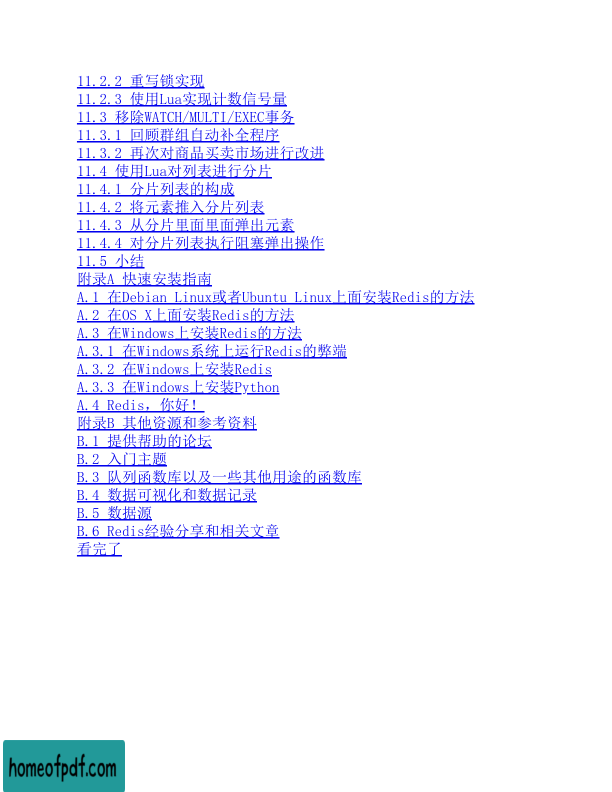 11.2.2 重写锁实现
11.2.3 使用Lua实现计数信号量
11.3 移除WATCH/MULTI/EXEC事务
11.3.1 回顾群组自动补全程序
11.3.2 再次对商品买卖市场进行改进
11.4 使用Lua对列表进行分片
11.4.1 分片列表的构成
11.4.2 将元素推入分片列表
11.4.3 从分片里面里面弹出元素
11.4.4 对分片列表执行阻塞弹出操作
11.5 小结
附录A 快速安装指南
A.1 在Debian Linux或者Ubuntu Linux上面安装Redis的方法
A.2 在OS X上面安装Redis的方法
A.3 在Windows上安装Redis的方法
A.3.1 在Windows系统上运行Redis的弊端
A.3.2 在Windows上安装Redis
A.3.3 在Windows上安装Python
A.4 Redis，你好！
附录B 其他资源和参考资料
B.1 提供帮助的论坛
B.2 入门主题
B.3 队列函数库以及一些其他用途的函数库
B.4 数据可视化和数据记录
B.5 数据源
B.6 Redis经验分享和相关文章
看完了
homeofpdf.com